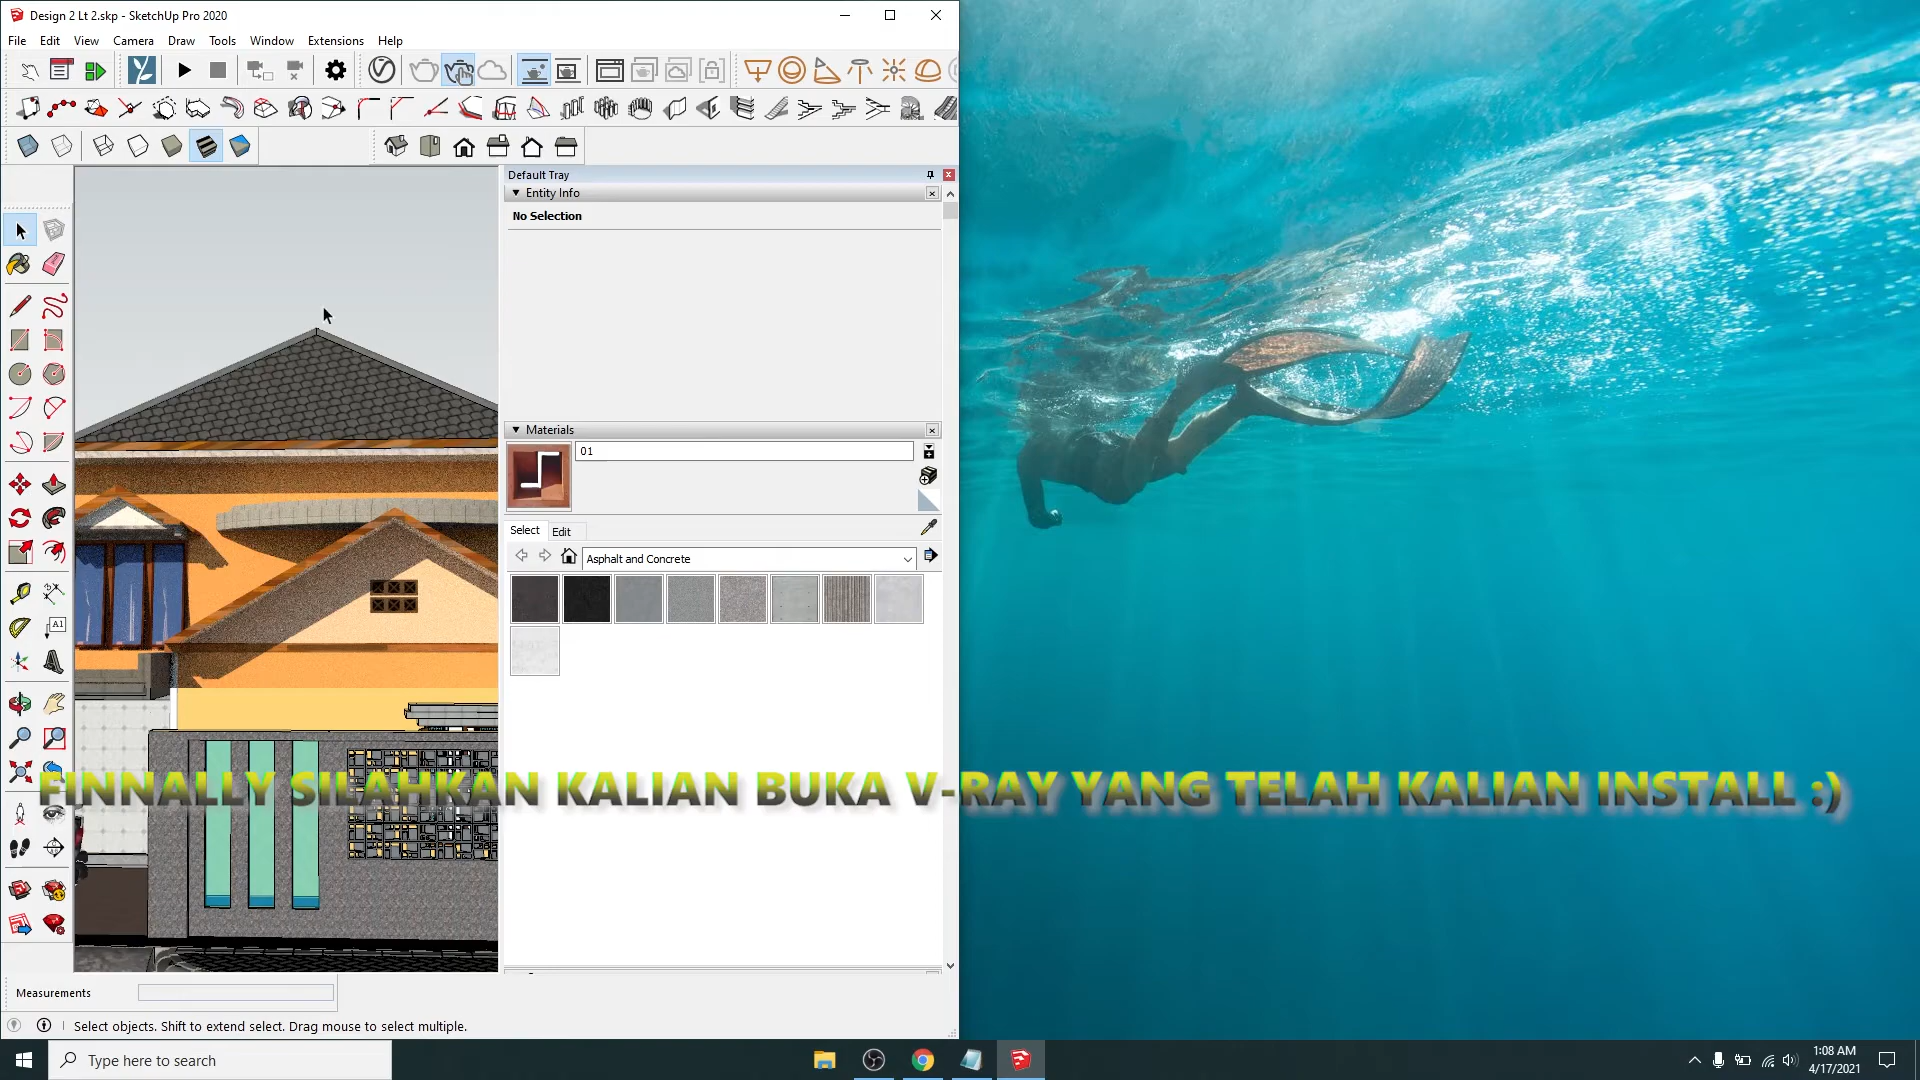 Design 2 Lt 2.skp - SketchUp Pro 2020
File Edit View Camera Draw Tools Window Extensions Help
Default Tray
Entity Info
No Selection
Materials
01
Select Edit
Asphalt and Concrete
A1
FINNALLY SILAHKAN KALIAN BUKA V-RAY YANG TELAH KALIAN INSTALL :)
Measurements
Select objects. Shift to extend select. Drag mouse to select multiple.
Type here to search
1:08 AM
4/17/2021